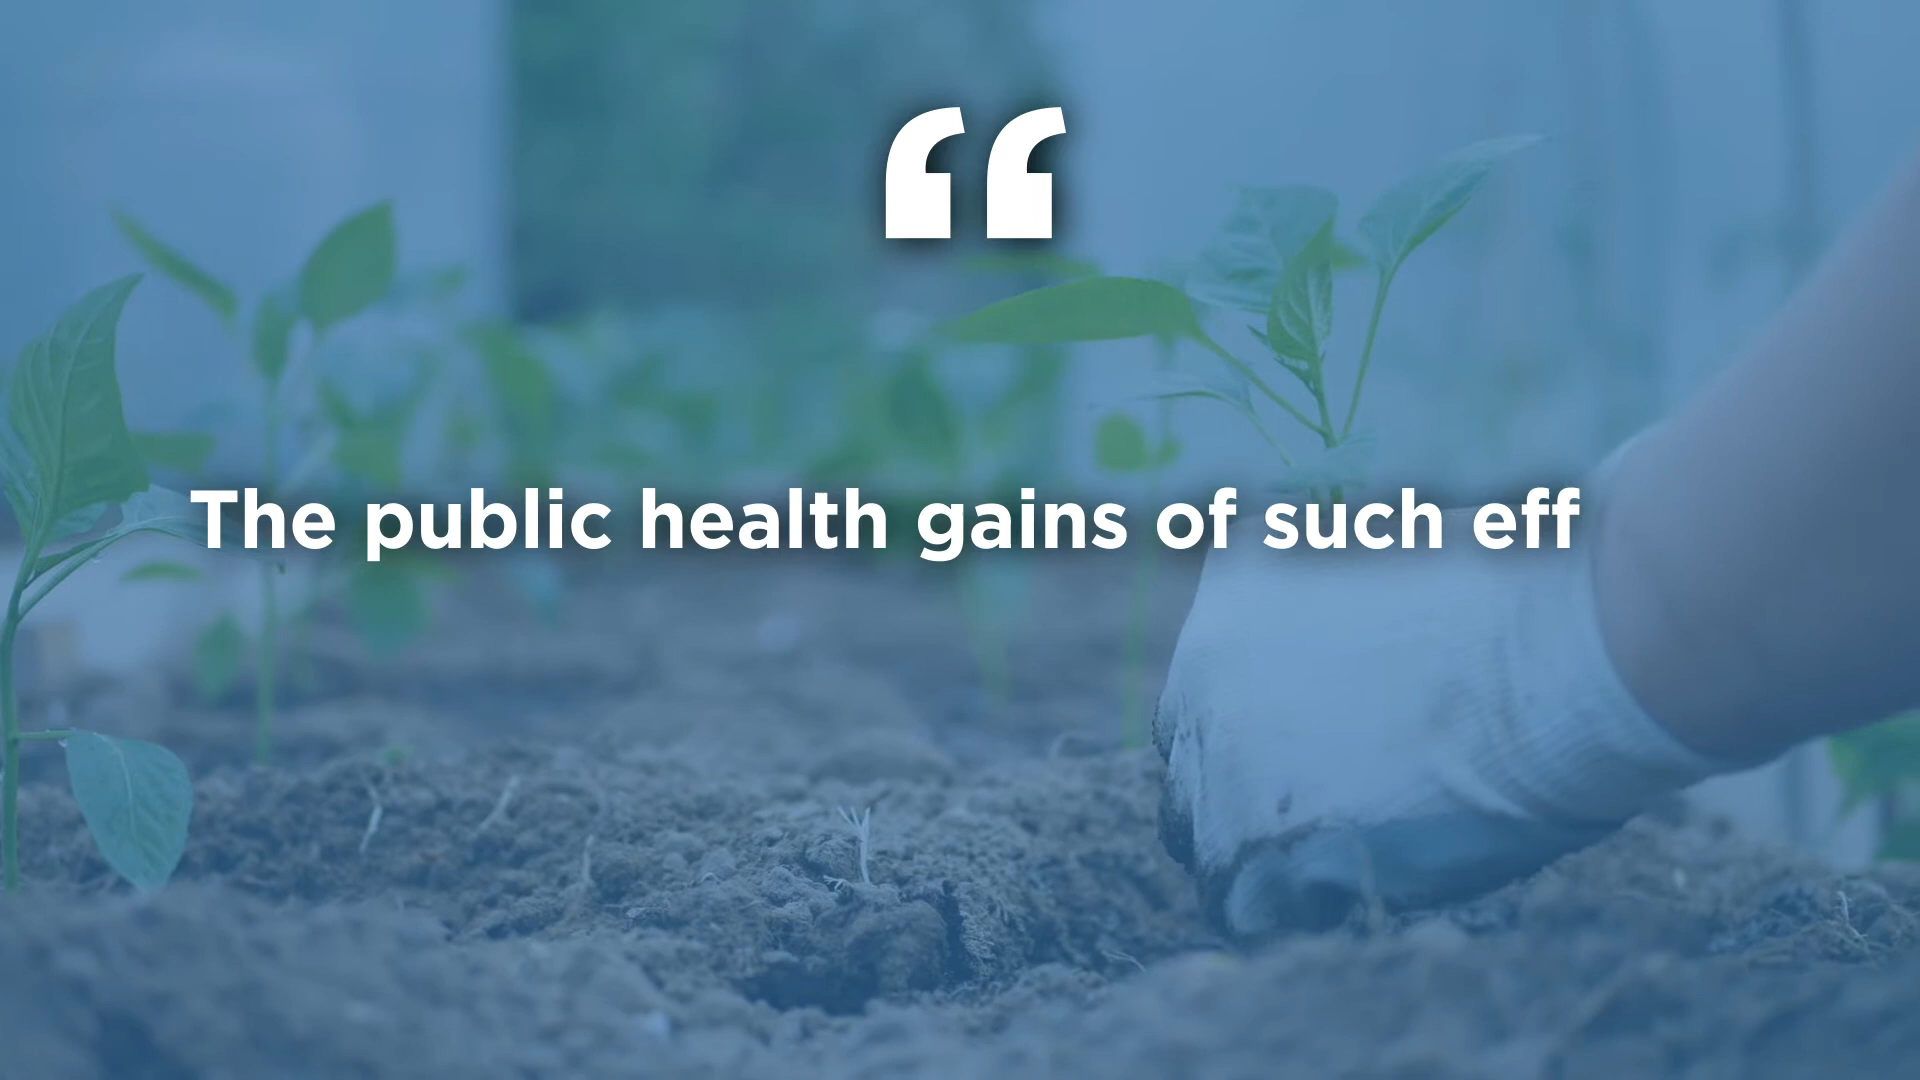 “
The public health gains of such eff